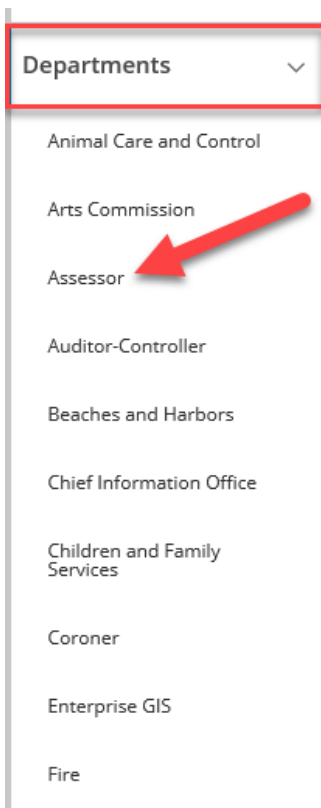 Departments
Animal Care and Control
Arts Commission
Assessor
Auditor-Controller
Beaches and Harbors
Chief Information Office
Children and Family
Services
Coroner
Enterprise GIS
Fire